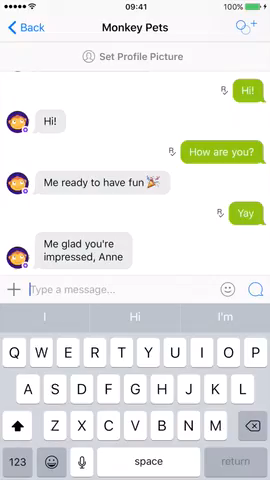 09:41
100%
Back
Monkey Pets
Set Profile Picture
Hi!
Hi!
How are you?
Me ready to have fun 🎉
Yay
Me glad you're
impressed, Anne
Type a message...
I
Hi
I'm
Q W E R T Y U I O P
A S D F G H J K L
Z X C V B N M
123
space
return